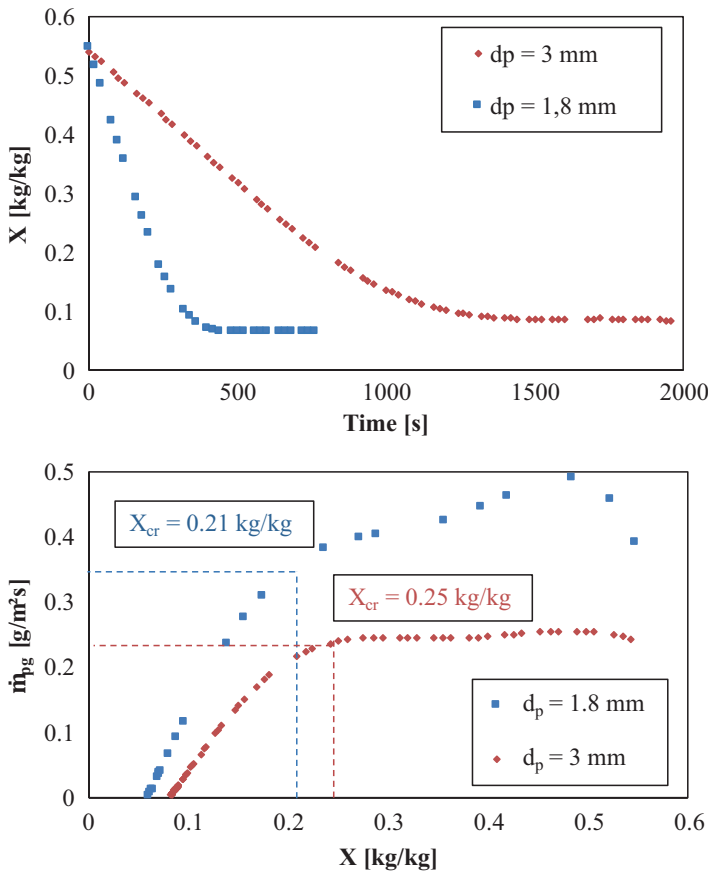 0.6
0.5
0.4
0.3
0.2
0.1
0
X [kg/kg]
dp = 3 mm
dp = 1,8 mm
0 500 1000 1500 2000
Time [s]
0.5
0.4
0.3
0.2
0.1
0
ṁpg [g/m²s]
Xcr = 0.21 kg/kg
Xcr = 0.25 kg/kg
dp = 1.8 mm
dp = 3 mm
0 0.1 0.2 0.3 0.4 0.5 0.6
X [kg/kg]